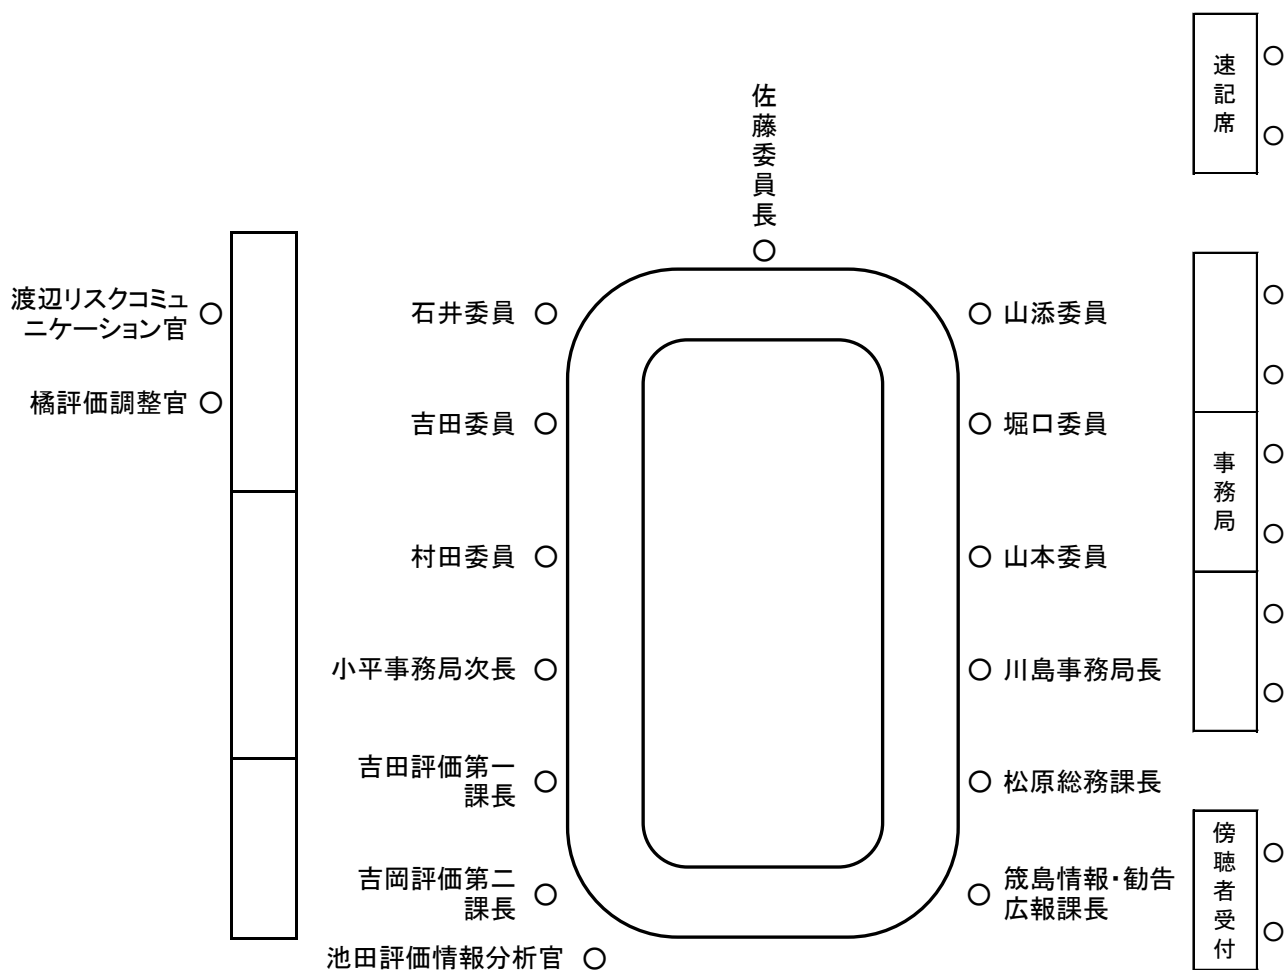 速記席
佐藤委員長
渡辺リスクコミュ
ニケーション官
石井委員
山添委員
橘評価調整官
吉田委員
堀口委員
事務局
村田委員
山本委員
小平事務局次長
川島事務局長
吉田評価第一
課長
松原総務課長
吉岡評価第二
課長
筬島情報・勧告
広報課長
傍聴者受付
池田評価情報分析官